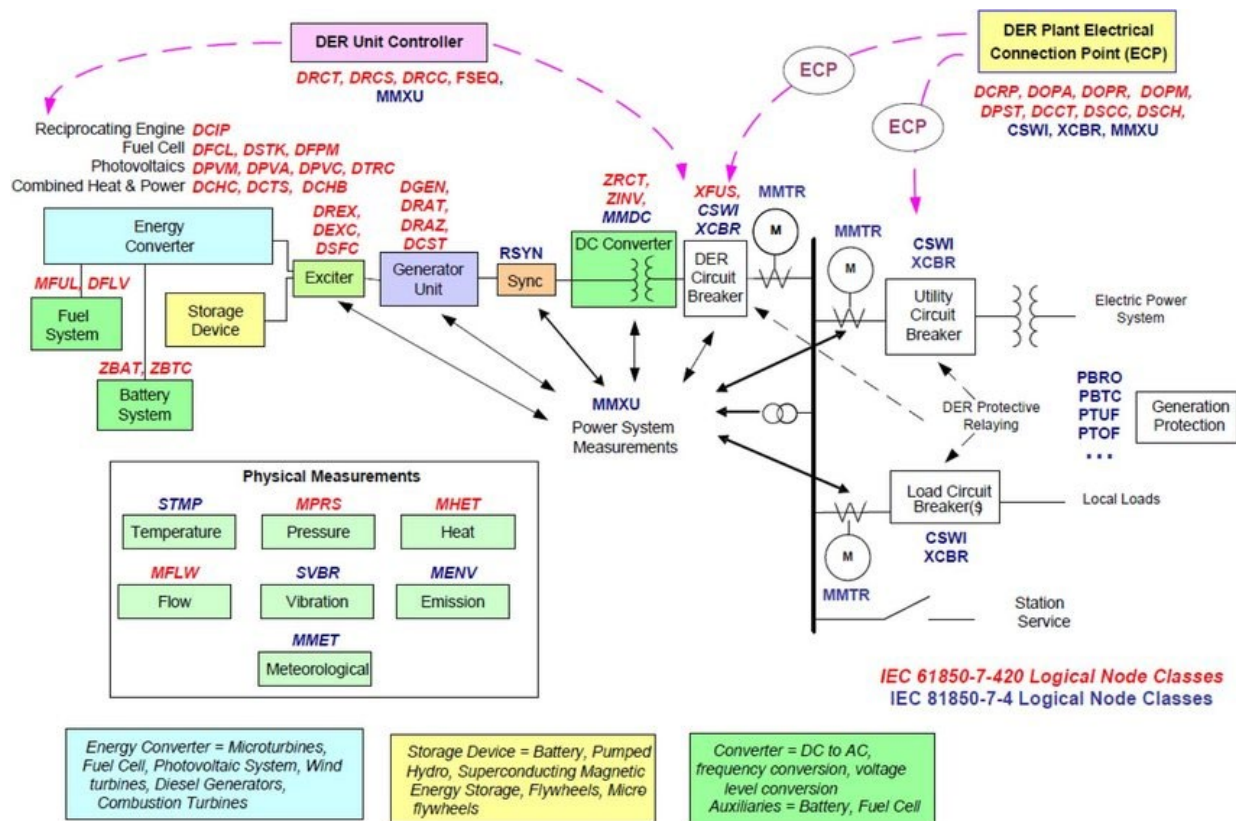 DER Unit Controller
DRCT, DRCS, DRCC, FSEQ,
MMXU
ECP
DER Plant Electrical
Connection Point (ECP)
ECP
DCRP, DOPA, DOPR, DOPM,
DPST, DCCT, DSCC, DSCH,
CSWI, XCBR, MMXU
Reciprocating Engine DCIP
Fuel Cell DFCL, DSTK, DFPM
Photovoltaics DPVM, DPVA, DPVC, DTRC
Combined Heat & Power DCHC, DCTS, DCHB
Energy
Converter
MFUL, DFLV
Fuel
System
Storage
Device
ZBAT, ZBTC
Battery
System
DREX,
DEXC,
DSFC
Exciter
DGEN,
DRAT,
DRAZ,
DCST
Generator
Unit
RSYN
Sync
ZRCT,
ZINV,
MMDC
DC Converter
XFUS,
CSWI
XCBR
DER
Circuit
Breaker
MMTR
M
MMTR
M
CSWI
XCBR
Utility
Circuit
Breaker
Electric Power
System
MMXU
Power System
Measurements
DER Protective
Relaying
PBRO
PBTC
PTUF
PTOF
...
Generation
Protection
Load Circuit
Breaker(s)
Local Loads
CSWI
XCBR
M
MMTR
Station
Service
Physical Measurements
STMP
Temperature
MPRS
Pressure
MHET
Heat
MFLW
Flow
SVBR
Vibration
MENV
Emission
MMET
Meteorological
IEC 61850-7-420 Logical Node Classes
IEC 81850-7-4 Logical Node Classes
Energy Converter = Microturbines,
Fuel Cell, Photovoltaic System, Wind
turbines, Diesel Generators,
Combustion Turbines
Storage Device = Battery, Pumped
Hydro, Superconducting Magnetic
Energy Storage, Flywheels, Micro
flywheels
Converter = DC to AC,
frequency conversion, voltage
level conversion
Auxiliaries = Battery, Fuel Cell